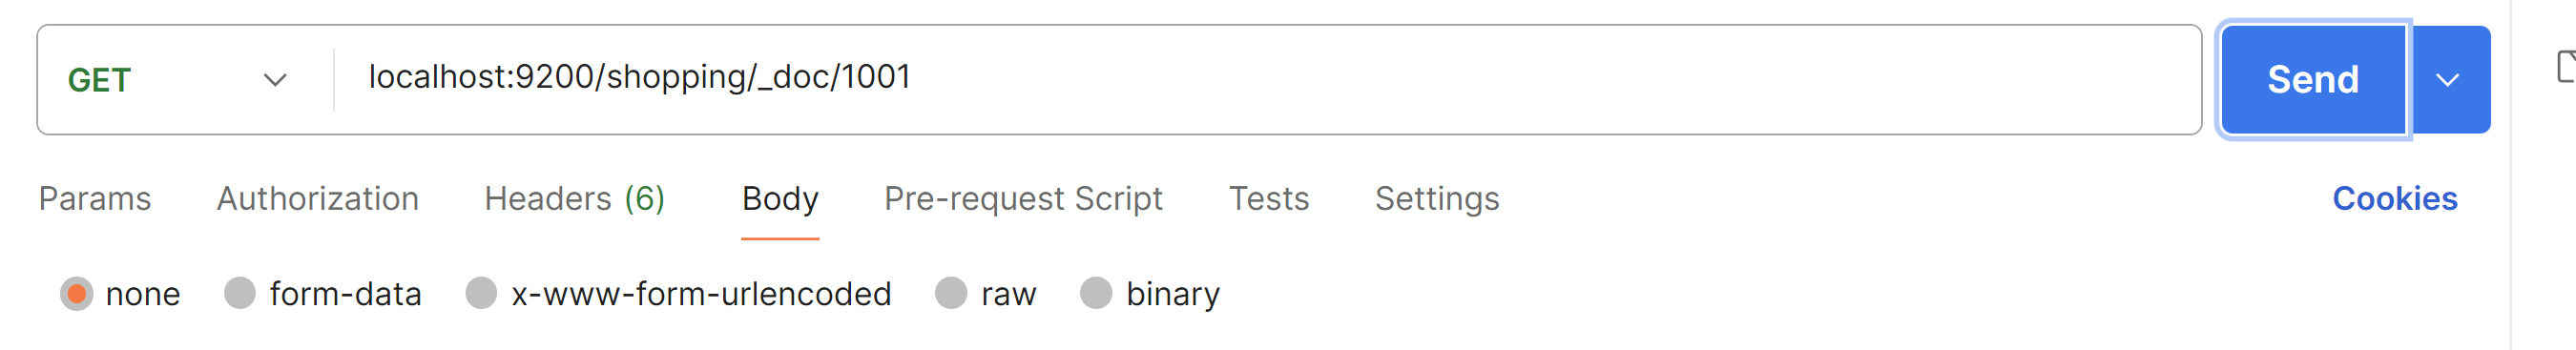 GET localhost:9200/shopping/_doc/1001 Send
Params Authorization Headers (6) Body Pre-request Script Tests Settings Cookies
none form-data x-www-form-urlencoded raw binary